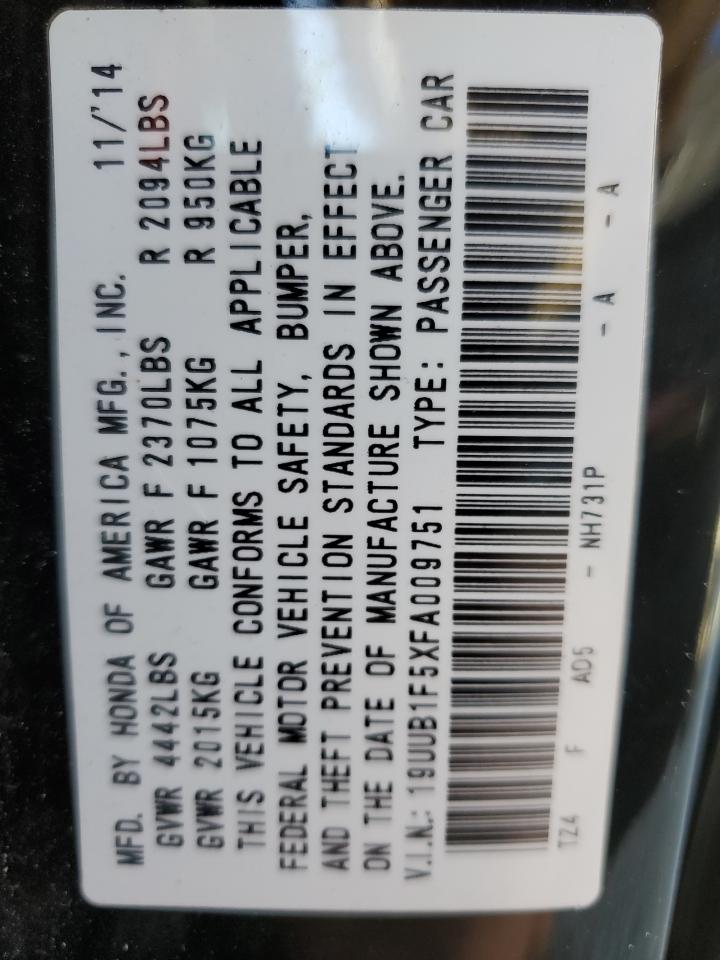 MFD. BY HONDA OF AMERICA MFG., INC. 11/'14
GVWR 4442LBS GAWR F 2370LBS R 2094LBS
GVWR 2015KG GAWR F 1075KG R 950KG
THIS VEHICLE CONFORMS TO ALL APPLICABLE
FEDERAL MOTOR VEHICLE SAFETY, BUMPER,
AND THEFT PREVENTION STANDARDS IN EFFECT
ON THE DATE OF MANUFACTURE SHOWN ABOVE.
V.I.N.: 19UUB1F5XFA009751 TYPE: PASSENGER CAR
TZ4 F AD5 - NH731P - A - A